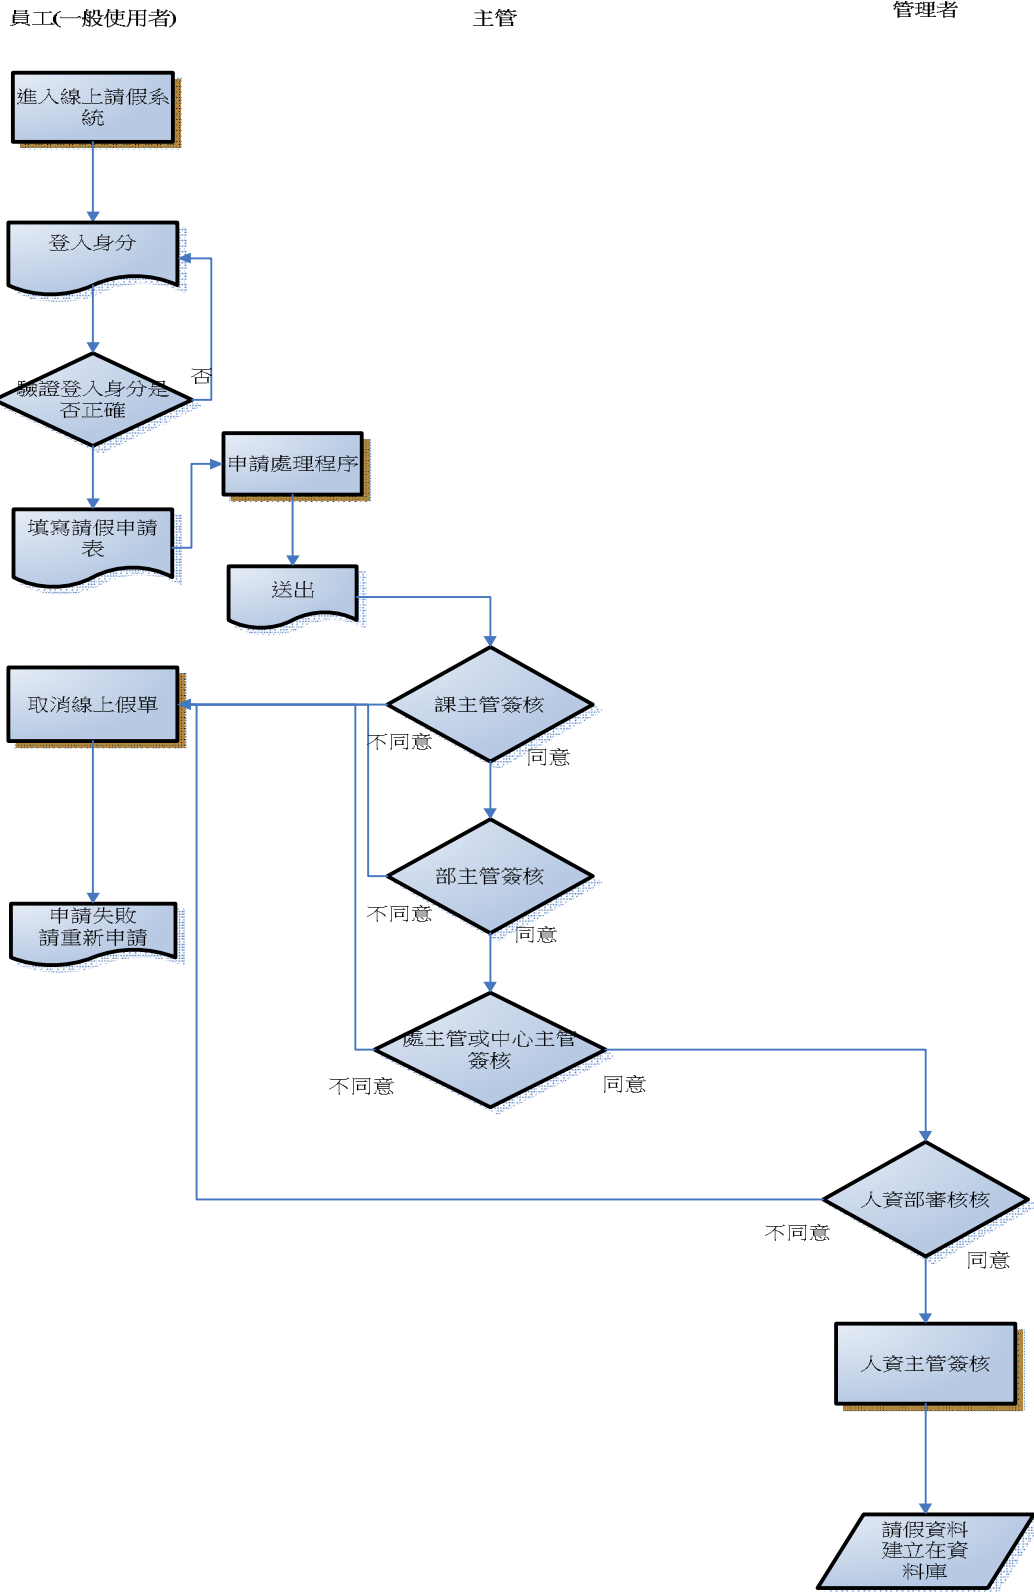 員工(一般使用者)
主管
管理者
進入線上請假系
統
登入身分
驗證登入身分是
否正確
否
申請處理程序
填寫請假申請
表
送出
取消線上假單
課主管簽核
不同意
同意
部主管簽核
不同意
同意
申請失敗
請重新申請
處主管或中心主管
簽核
不同意
同意
人資部審核核
不同意
同意
人資主管簽核
請假資料
建立在資
料庫